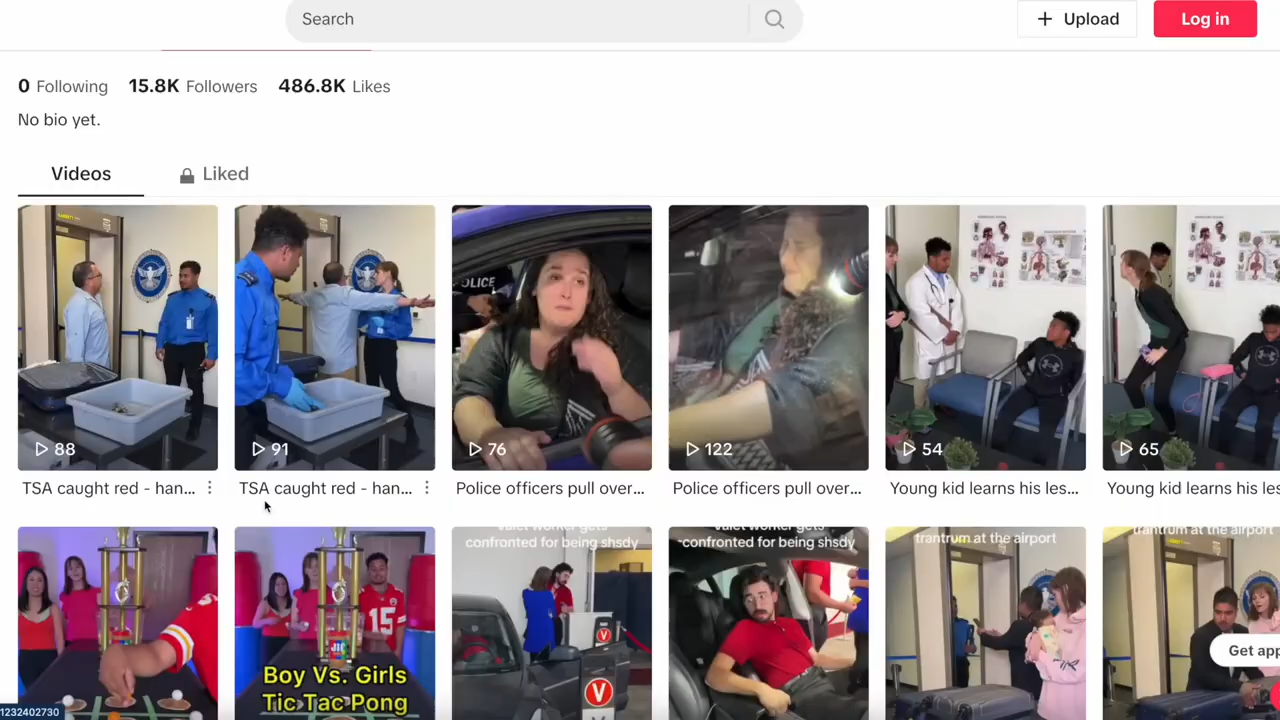 Search
Upload
Log in
0 Following 15.8K Followers 486.8K Likes
No bio yet.
Videos
Liked
POLICE
88
91
76
122
54
65
TSA caught red - han...
TSA caught red - han...
Police officers pull over...
Police officers pull over...
Young kid learns his les...
Young kid learns his les
15
Boy Vs. Girls
Tic Tac Pong
valet worker gets
confronted for being shsdy
V
V
valet worker gets
confronted for being shsdy
trantrum at the airport
trantrum at the airport
Get app
1232402730